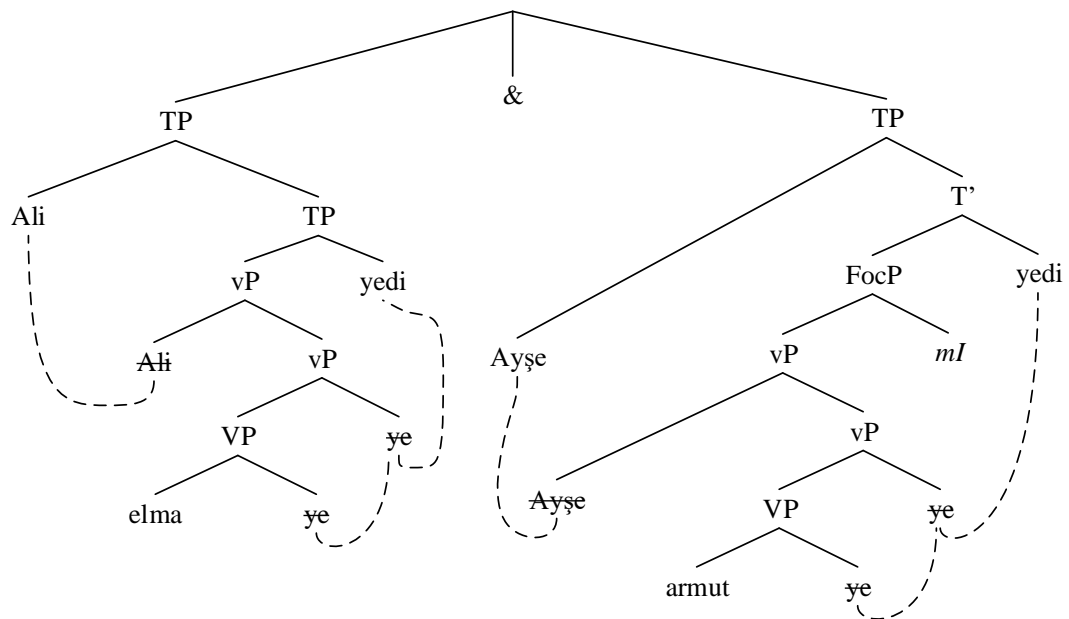 &
TP TP
T’
Ali TP
FocP yedi
vP yedi
Ali vP Ayşe vP mI
VP ye vP
Ayşe VP ye
elma ye
armut ye